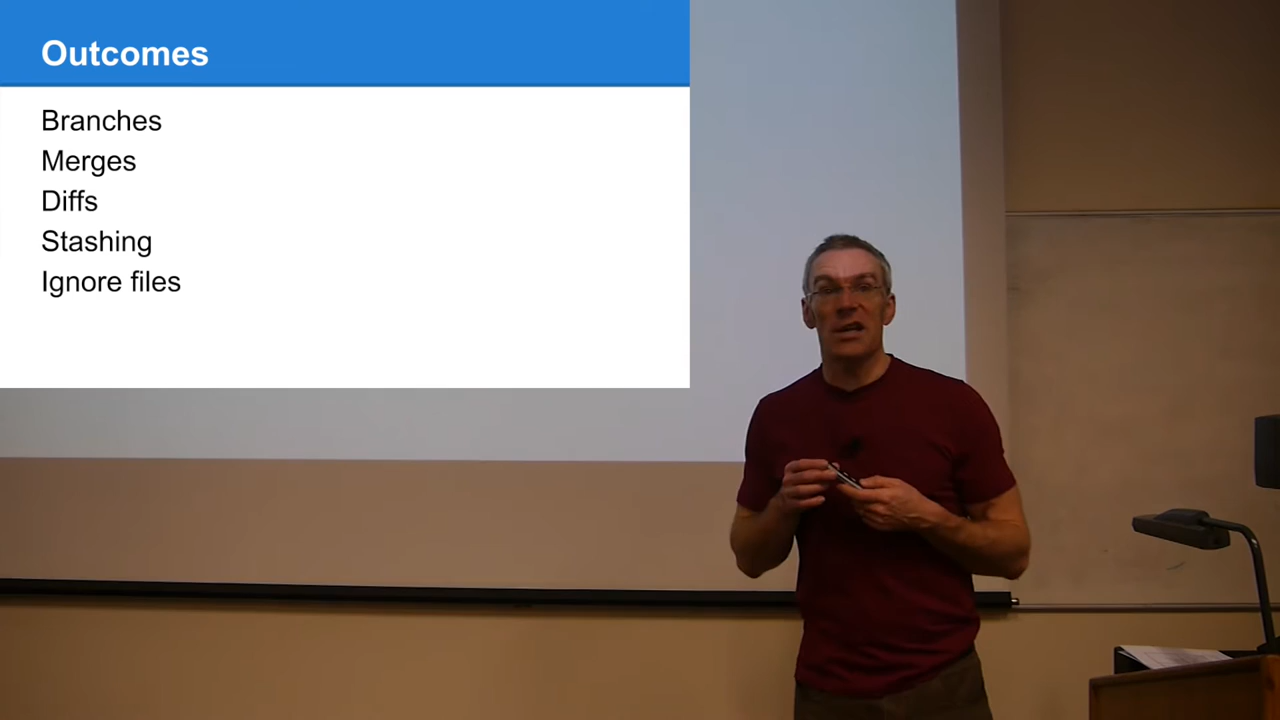 Outcomes
Branches
Merges
Diffs
Stashing
Ignore files